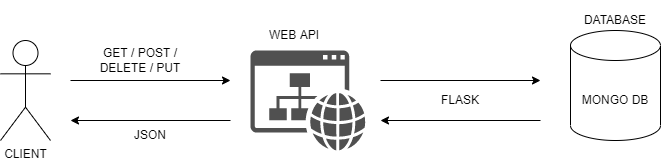 DATABASE
WEB API
GET / POST /
DELETE / PUT
FLASK
MONGO DB
JSON
CLIENT